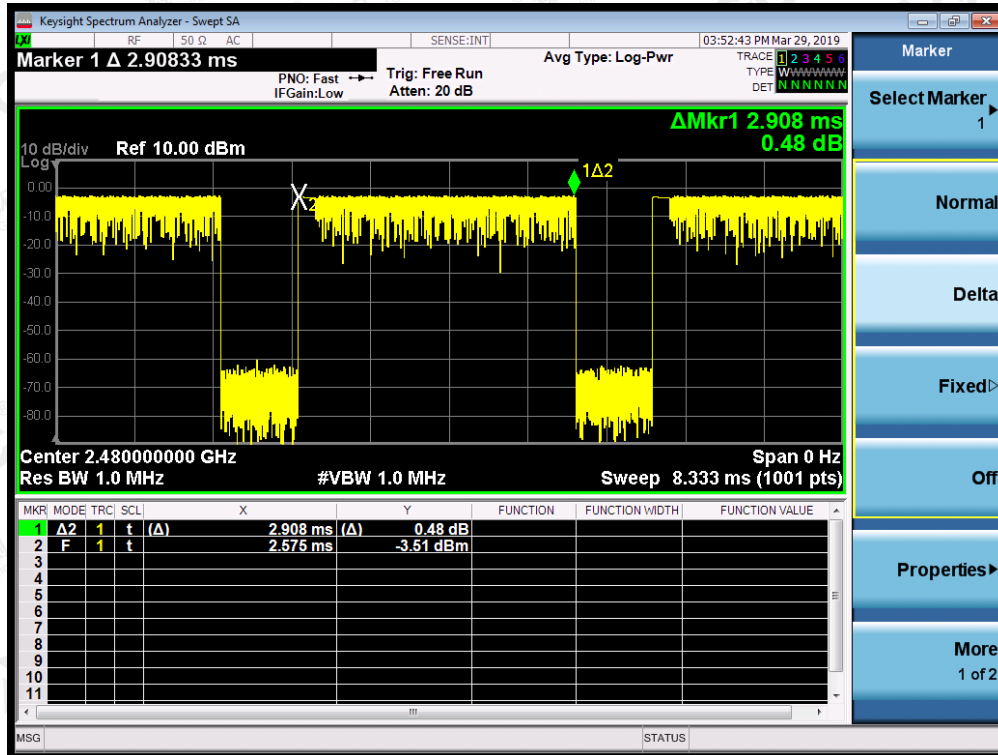 Keysight Spectrum Analyzer - Swept SA
LXI RF 50 Ω AC SENSE:INT 03:52:43 PM Mar 29, 2019
Marker 1 Δ 2.90833 ms
PNO: Fast
IFGain:Low
Trig: Free Run
Atten: 20 dB
Avg Type: Log-Pwr
TRACE 1 2 3 4 5 6
TYPE WWWWWWW
DET N N N N N N
ΔMkr1 2.908 ms
0.48 dB
10 dB/div Ref 10.00 dBm
Log
1Δ2
0.00
2
-10.0
-20.0
-30.0
-40.0
-50.0
-60.0
-70.0
-80.0
Center 2.480000000 GHz Span 0 Hz
Res BW 1.0 MHz #VBW 1.0 MHz Sweep 8.333 ms (1001 pts)
MKR MODE TRC SCL X Y FUNCTION FUNCTION WIDTH FUNCTION VALUE
1 Δ2 1 t (Δ) 2.908 ms (Δ) 0.48 dB
2 F 1 t 2.575 ms -3.51 dBm
3
4
5
6
7
8
9
10
11
MSG STATUS
Marker
Select Marker
1
Normal
Delta
Fixed
Off
Properties
More
1 of 2